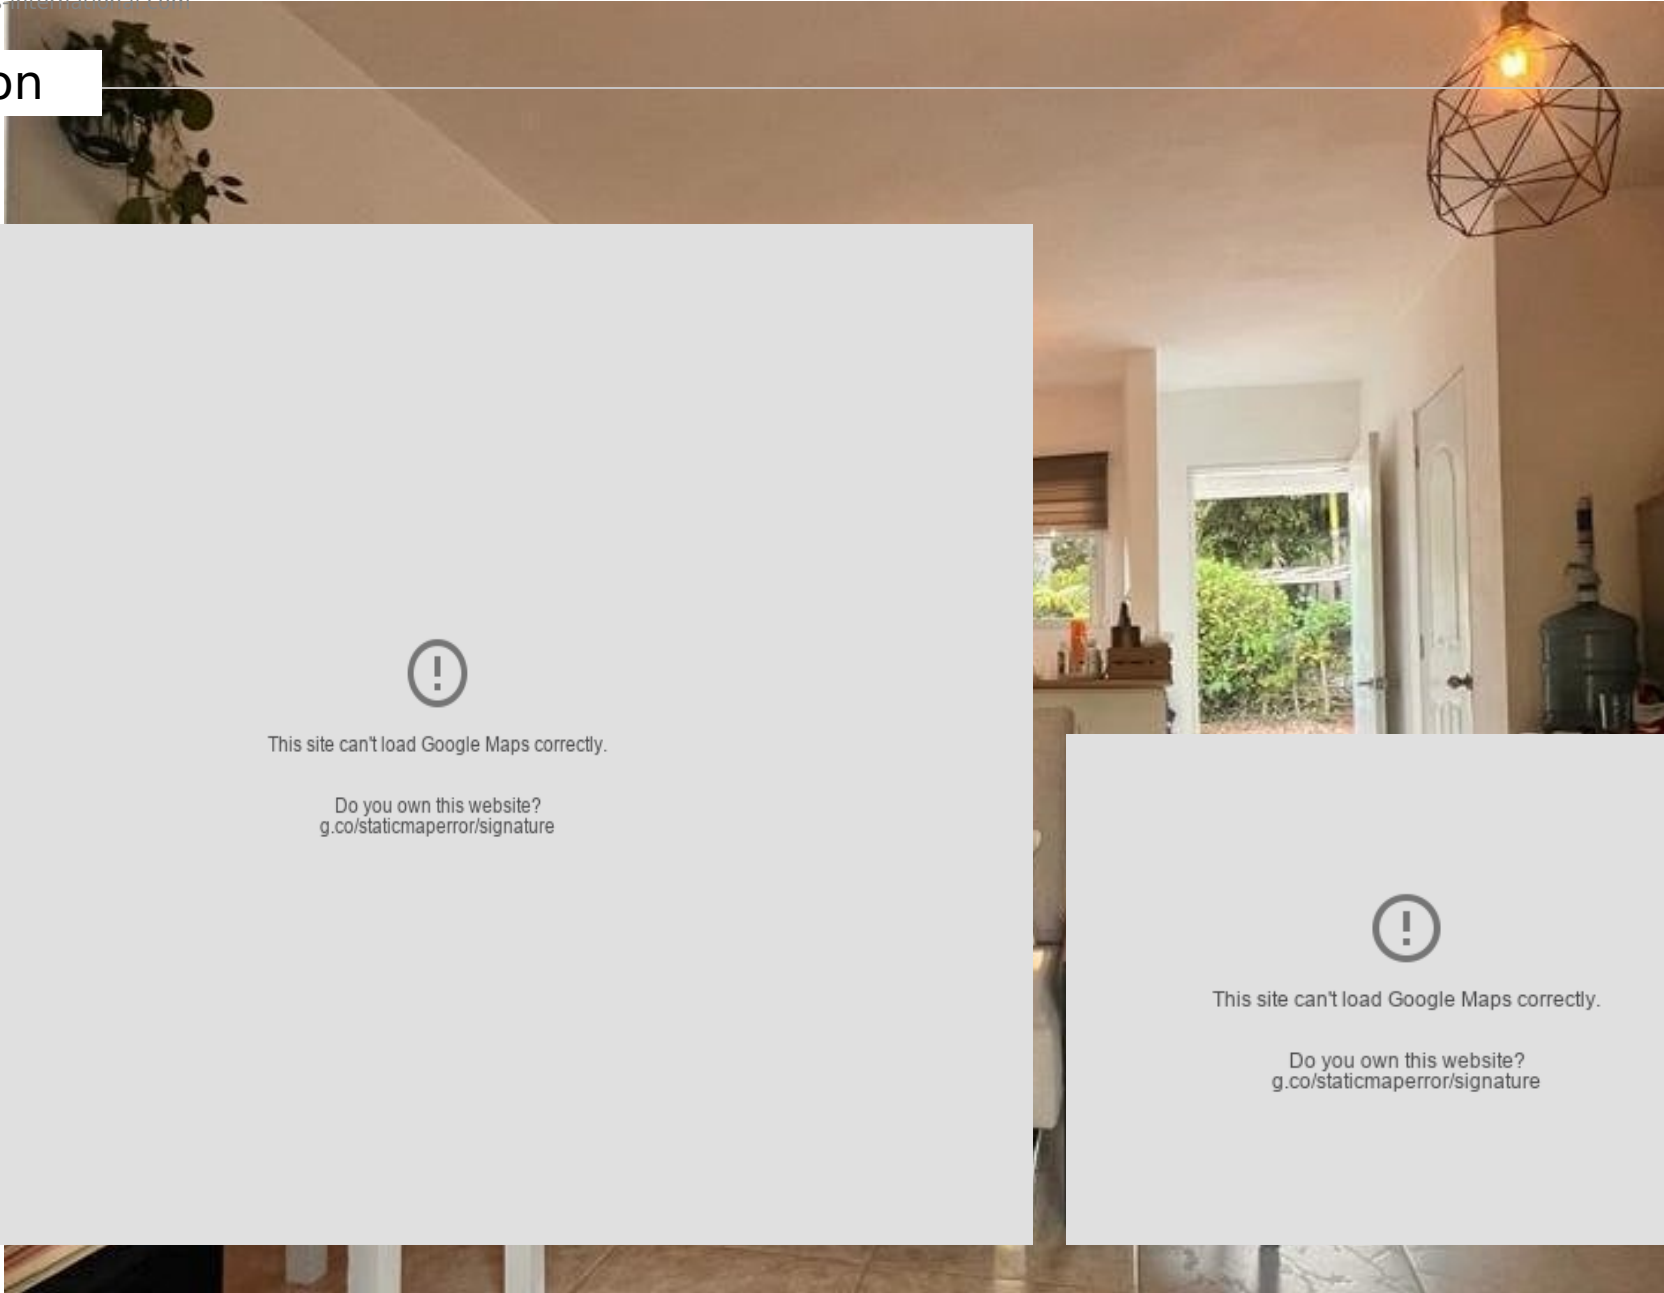 on
This site can't load Google Maps correctly.
Do you own this website?
g.co/staticmaperror/signature
This site can't load Google Maps correctly.
Do you own this website?
g.co/staticmaperror/signature